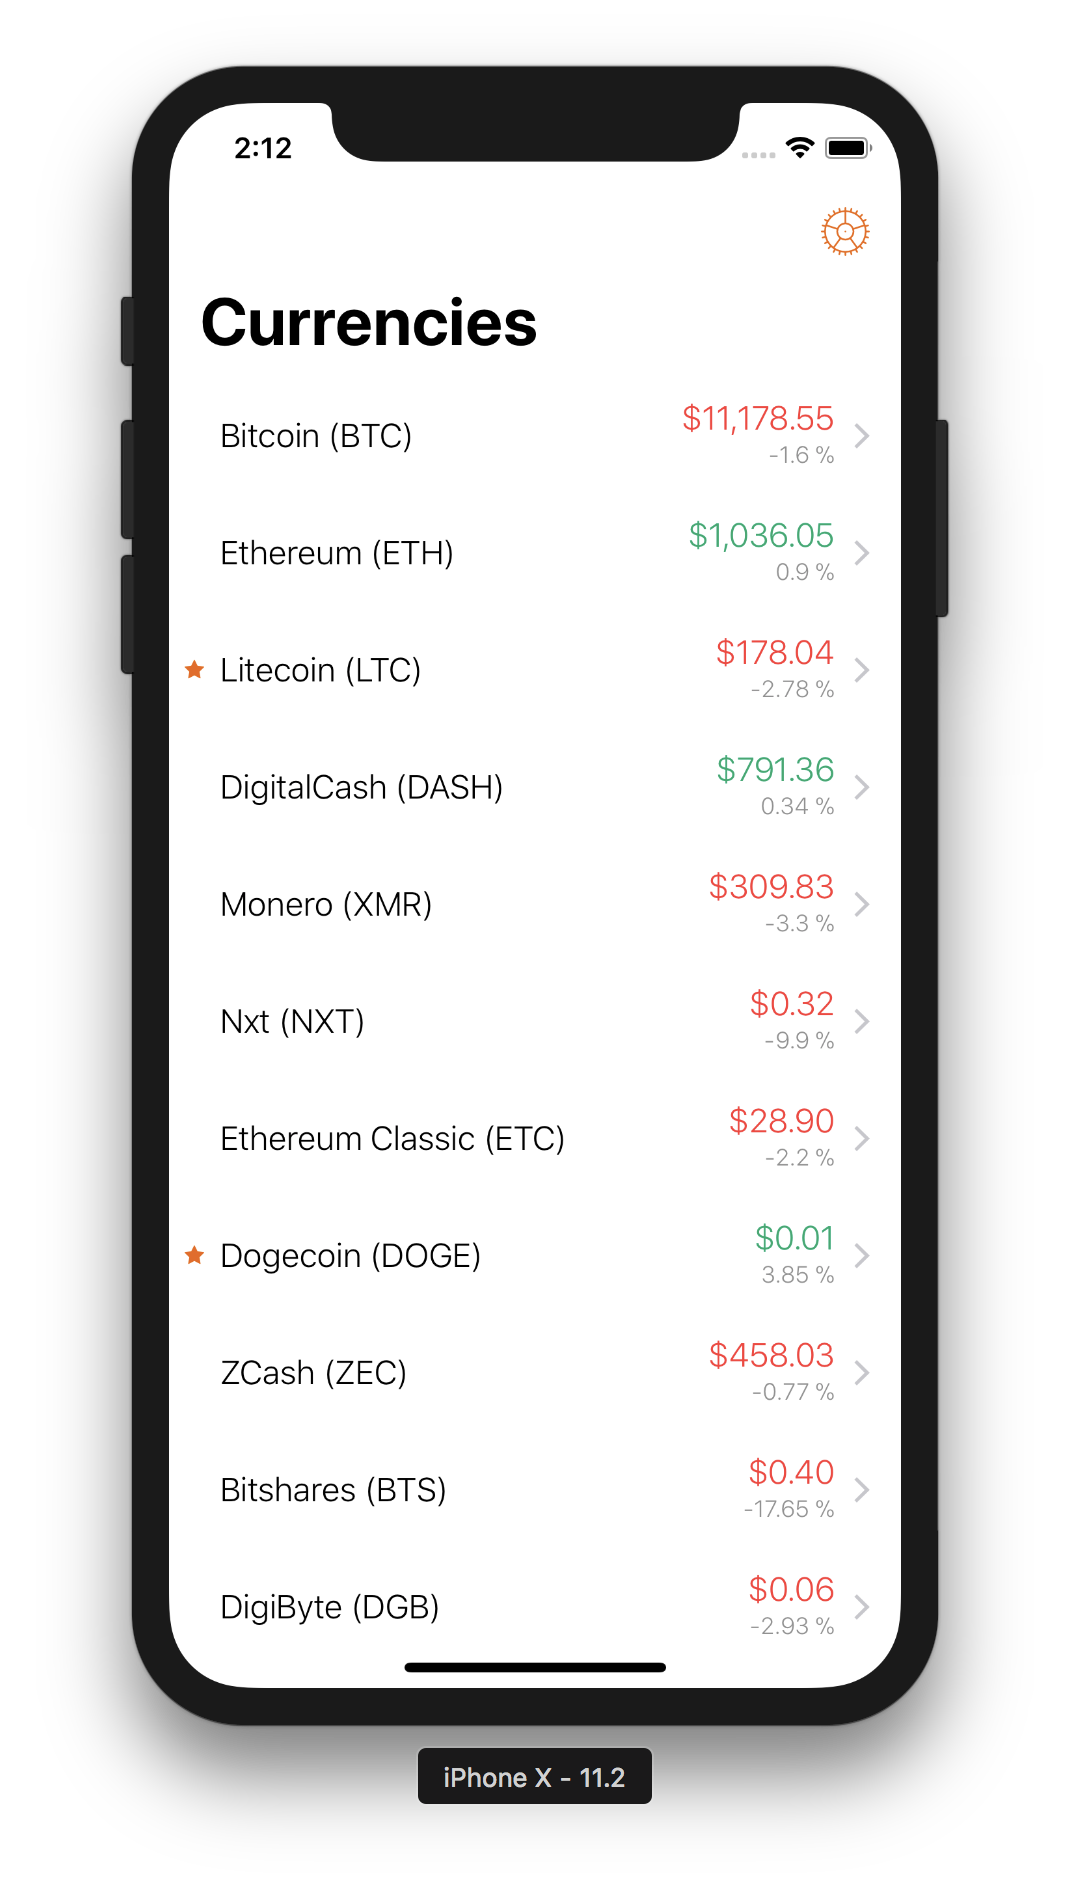 2:12
Currencies
Bitcoin (BTC)
$11,178.55
-1.6 %
Ethereum (ETH)
$1,036.05
0.9 %
Litecoin (LTC)
$178.04
-2.78 %
DigitalCash (DASH)
$791.36
0.34 %
Monero (XMR)
$309.83
-3.3 %
Nxt (NXT)
$0.32
-9.9 %
Ethereum Classic (ETC)
$28.90
-2.2 %
Dogecoin (DOGE)
$0.01
3.85 %
ZCash (ZEC)
$458.03
-0.77 %
Bitshares (BTS)
$0.40
-17.65 %
DigiByte (DGB)
$0.06
-2.93 %
iPhone X - 11.2